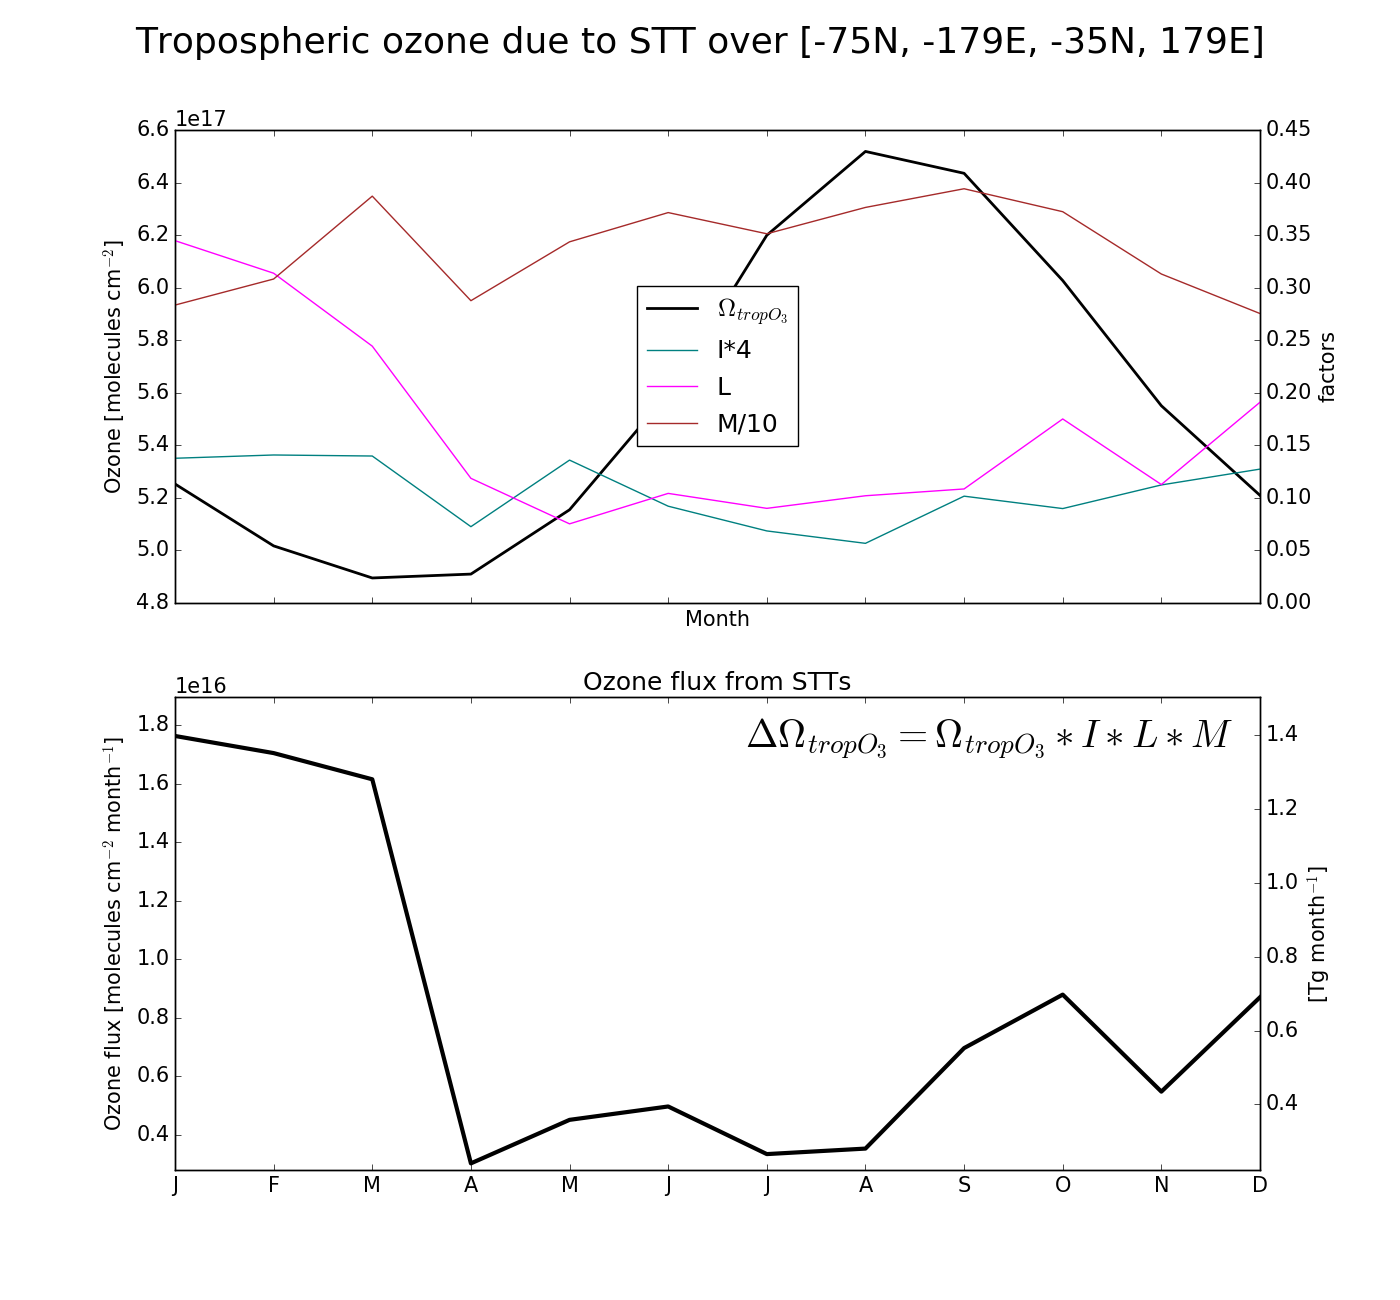 Tropospheric ozone due to STT over [-75N, -179E, -35N, 179E]
1e17
6.6
6.4
6.2
6.0
5.8
5.6
5.4
5.2
5.0
4.8
Ozone [molecules cm⁻²]
Ω_tropO₃
I*4
L
M/10
0.45
0.40
0.35
0.30
0.25
0.20
0.15
0.10
0.05
0.00
factors
Month
Ozone flux from STTs
1e16
1.8
1.6
1.4
1.2
1.0
0.8
0.6
0.4
Ozone flux [molecules cm⁻² month⁻¹]
ΔΩ_tropO₃ = Ω_tropO₃ * I * L * M
1.4
1.2
1.0
0.8
0.6
0.4
[Tg month⁻¹]
J F M A M J J A S O N D